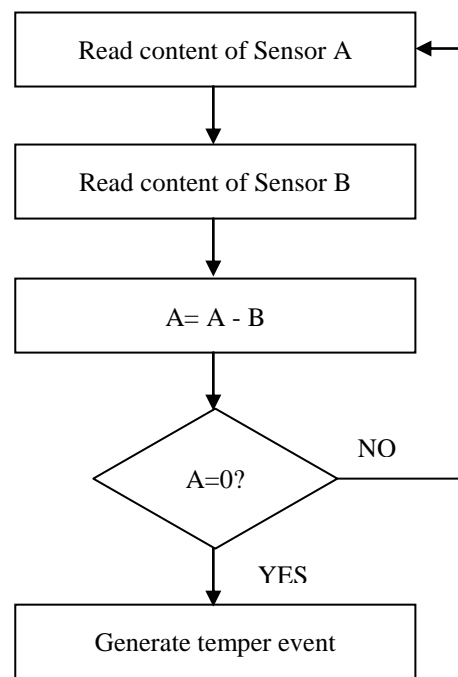 Read content of Sensor A
Read content of Sensor B
A= A - B
A=0?
NO
YES
Generate temper event